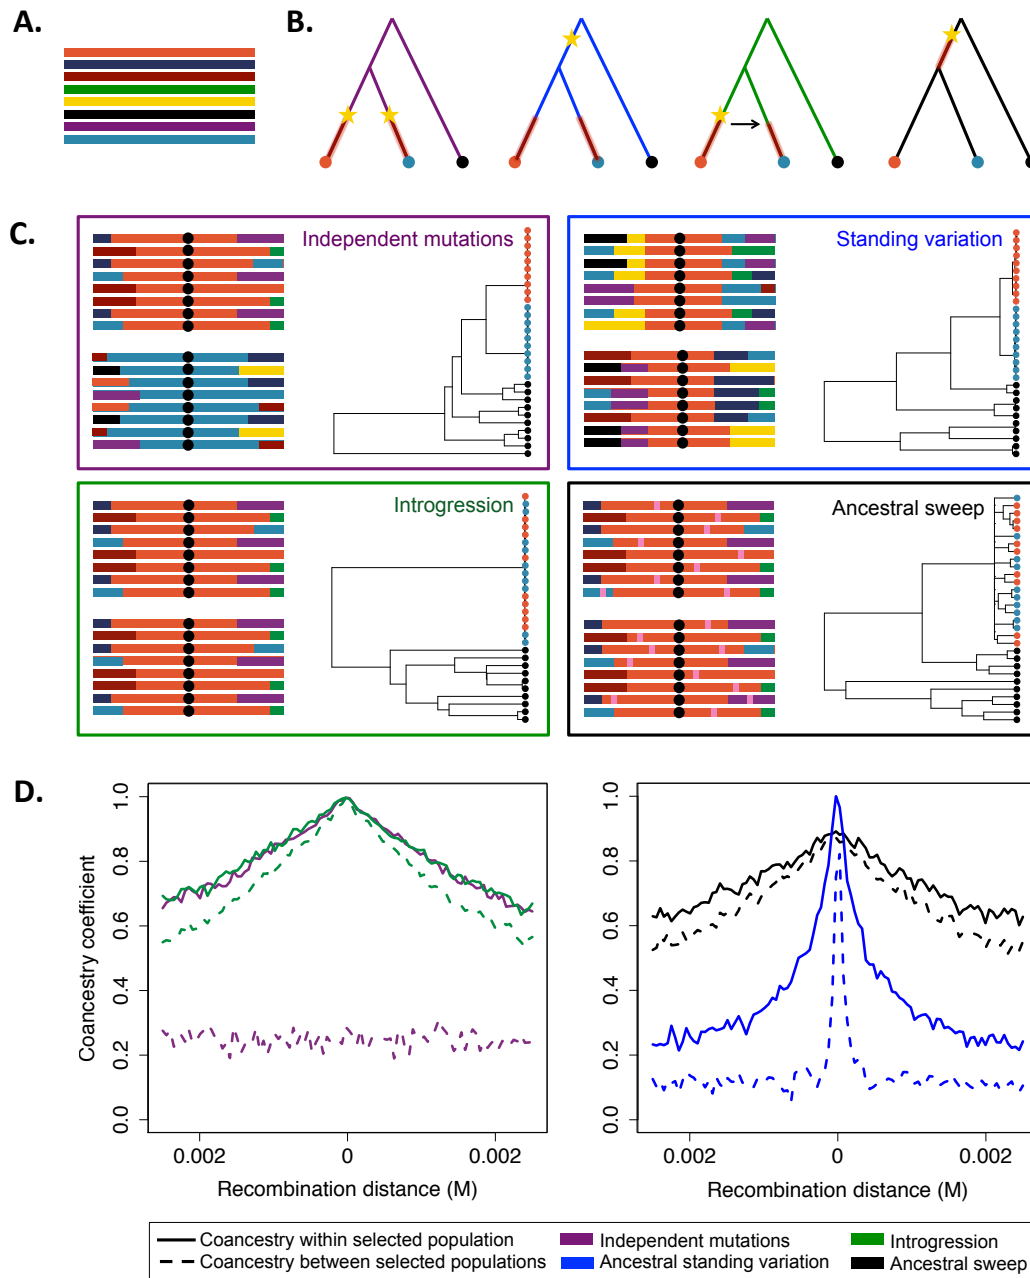 A.
B.
C.
Independent mutations
Standing variation
Introgression
Ancestral sweep
D.
Coancestry coefficient
0.0
0.2
0.4
0.6
0.8
1.0
0.002
0
0.002
Recombination distance (M)
0.0
0.2
0.4
0.6
0.8
1.0
0.002
0
0.002
Recombination distance (M)
Coancestry within selected population
Coancestry between selected populations
Independent mutations
Ancestral standing variation
Introgression
Ancestral sweep